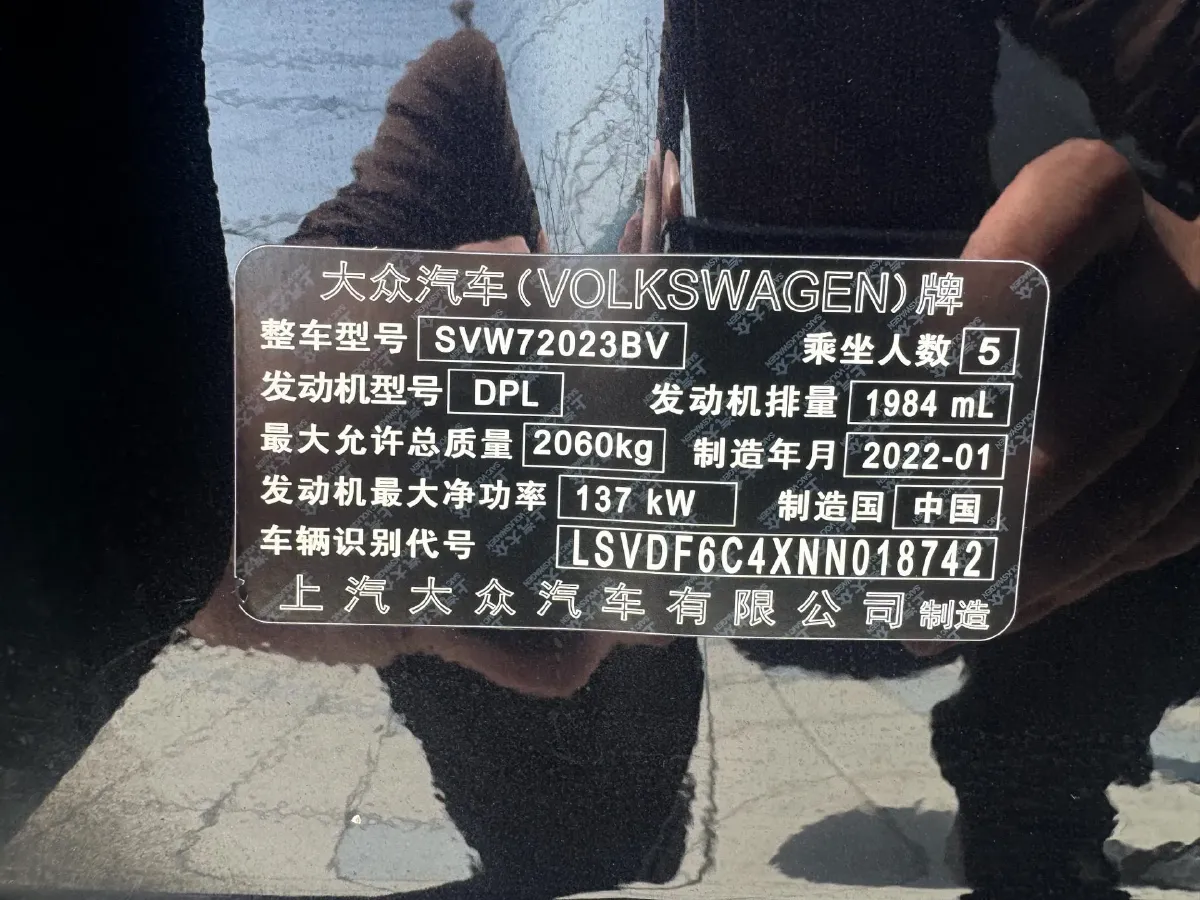 大众汽车(VOLKSWAGEN)牌
整车型号 SVW72023BV 乘坐人数 5
发动机型号 DPL 发动机排量 1984 mL
最大允许总质量 2060kg 制造年月 2022-01
发动机最大净功率 137 kW 制造国 中国
车辆识别代号 LSVDF6C4XNN018742
上汽大众汽车有限公司 制造